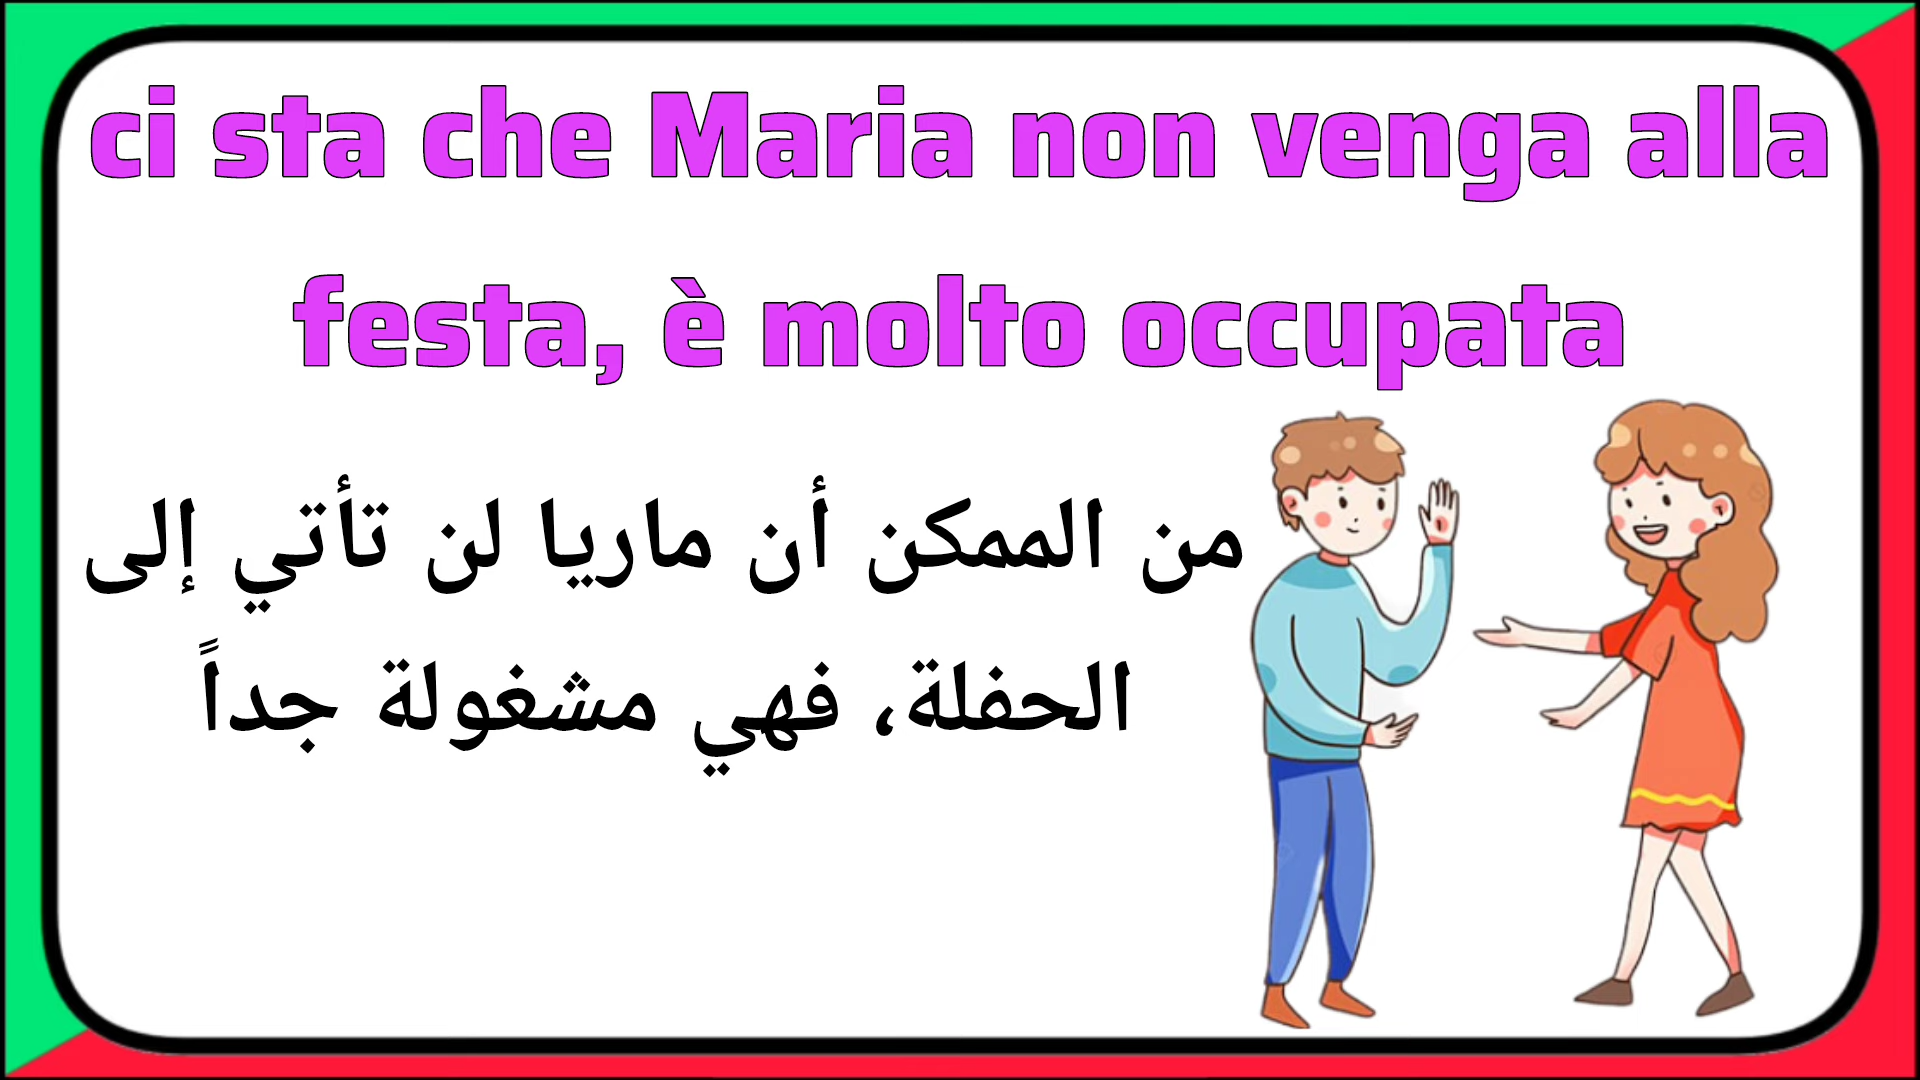 ci sta che Maria non venga alla
festa, è molto occupata
من الممكن أن ماريا لن تأتي إلى
الحفلة، فهي مشغولة جداً